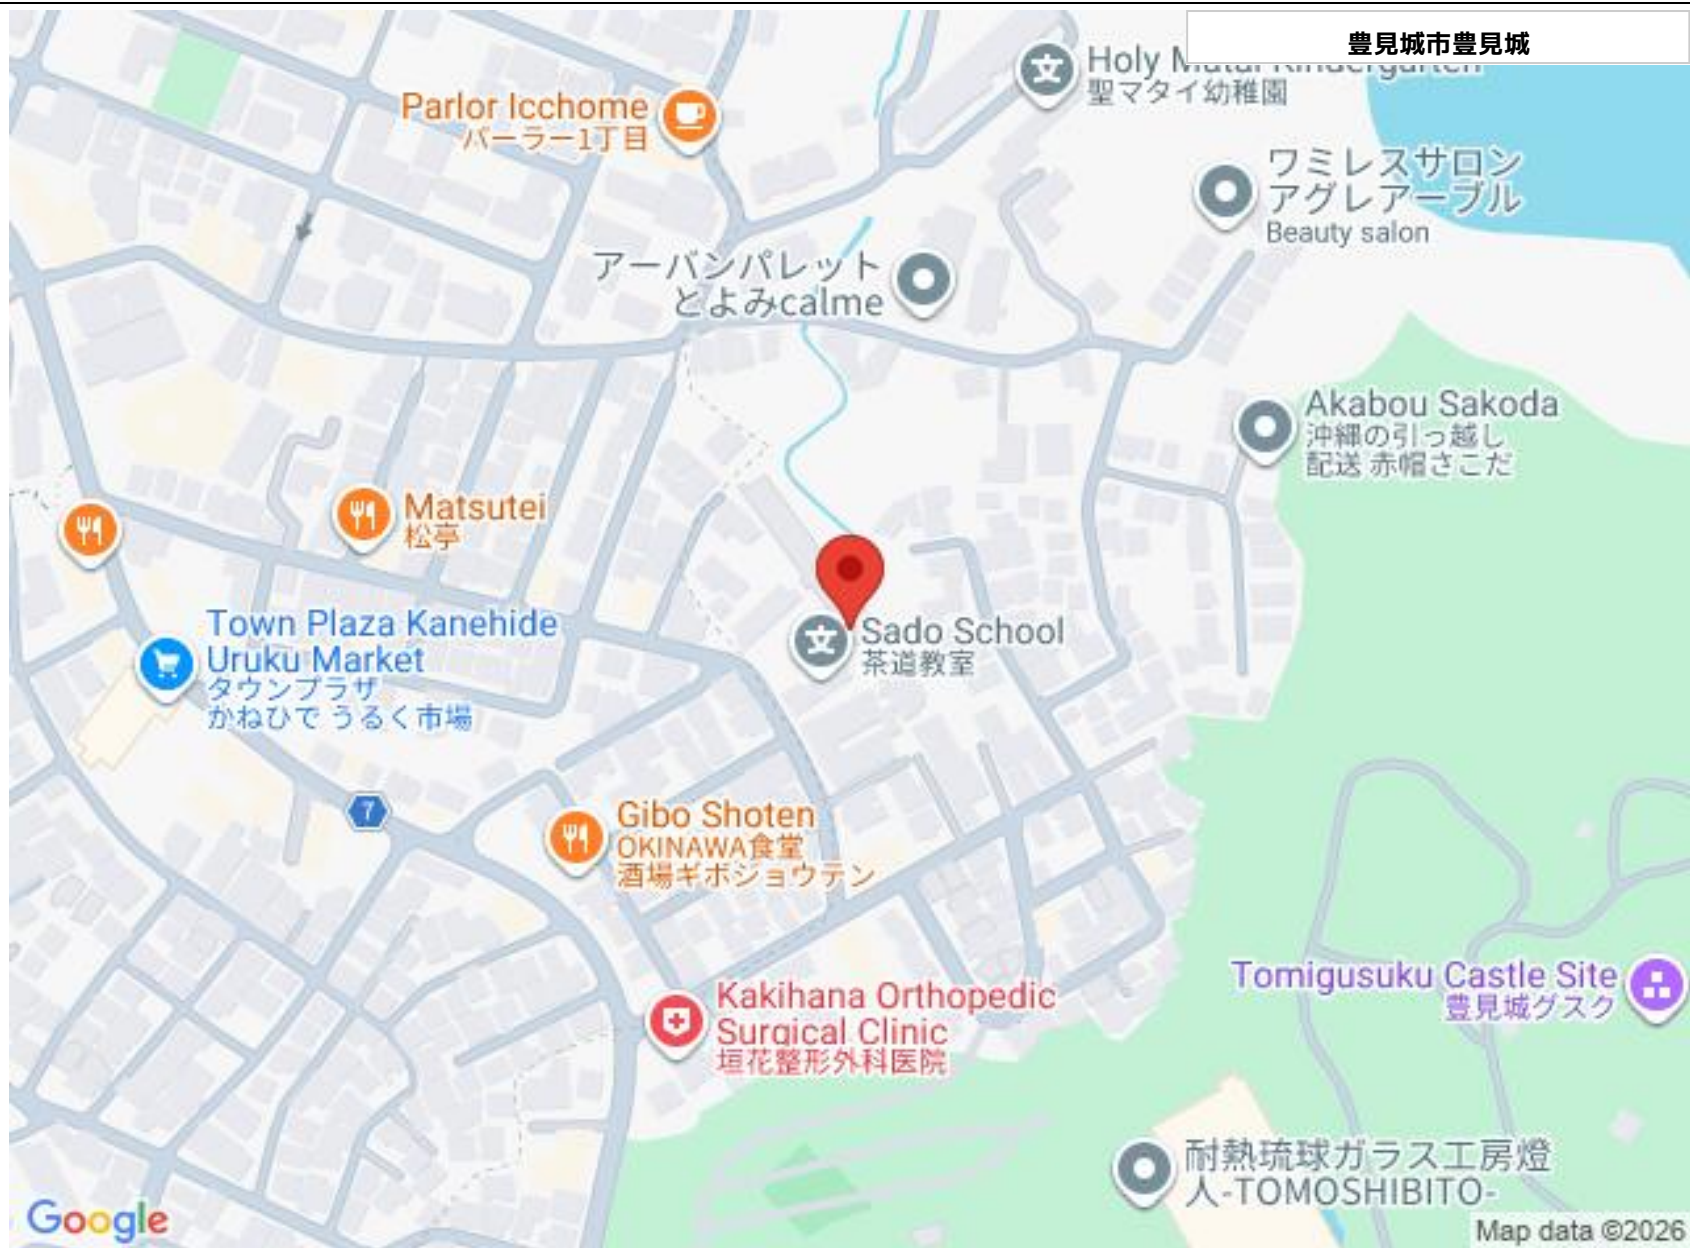 豊見城市豊見城
Holy
聖マタイ幼稚園
Parlor Icchome
パーラー1丁目
ワミレスサロン
アグレアーブル
Beauty salon
アーバンパレット
とよみcalme
Akabou Sakoda
沖縄の引っ越し
配送 赤帽さこだ
Matsutei
松亭
Town Plaza Kanehide
Uruku Market
タウンプラザ
かねひで うるく市場
Sado School
茶道教室
7
Gibo Shoten
OKINAWA食堂
酒場ギボショウテン
Tomigusuku Castle Site
豊見城グスク
Kakihana Orthopedic
Surgical Clinic
垣花整形外科医院
耐熱琉球ガラス工房燈
人-TOMOSHIBITO-
Google
Map data ©2026